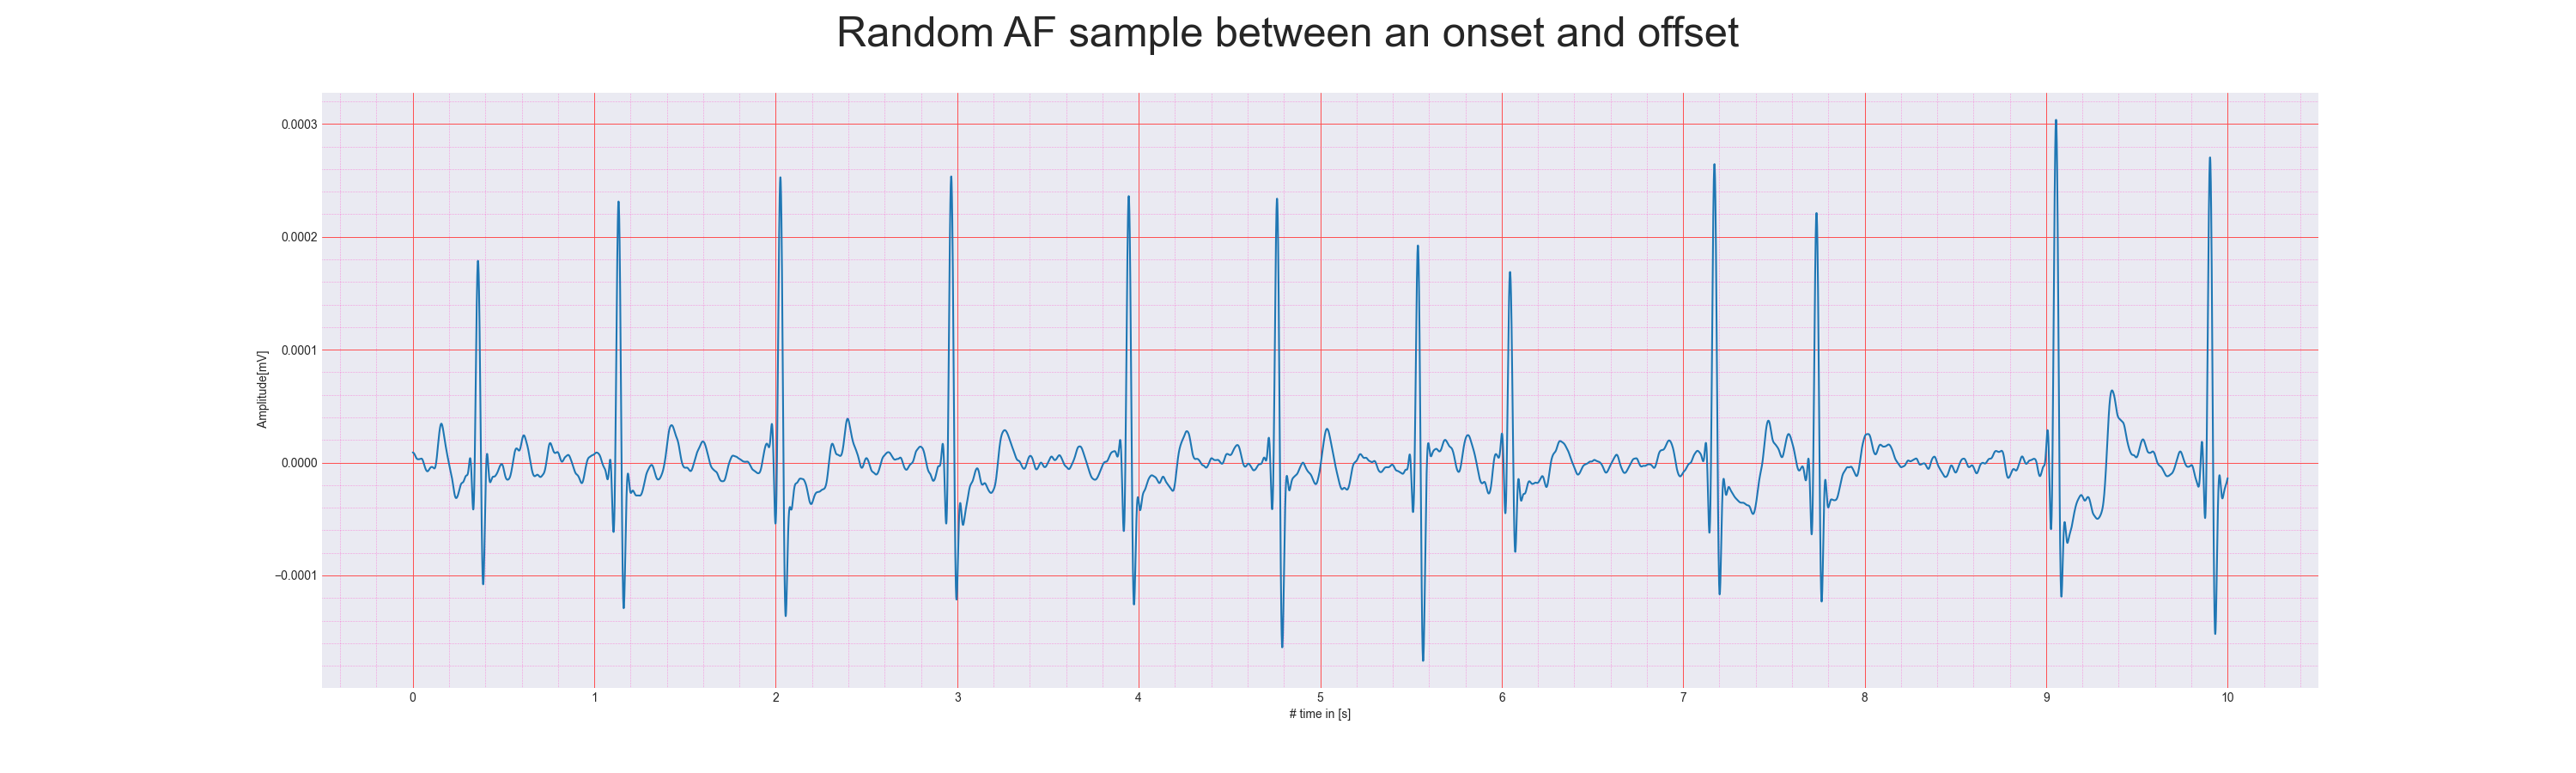 Random AF sample between an onset and offset
0.0003
0.0002
0.0001
0.0000
−0.0001
Amplitude[mV]
0 1 2 3 4 5 6 7 8 9 10
# time in [s]